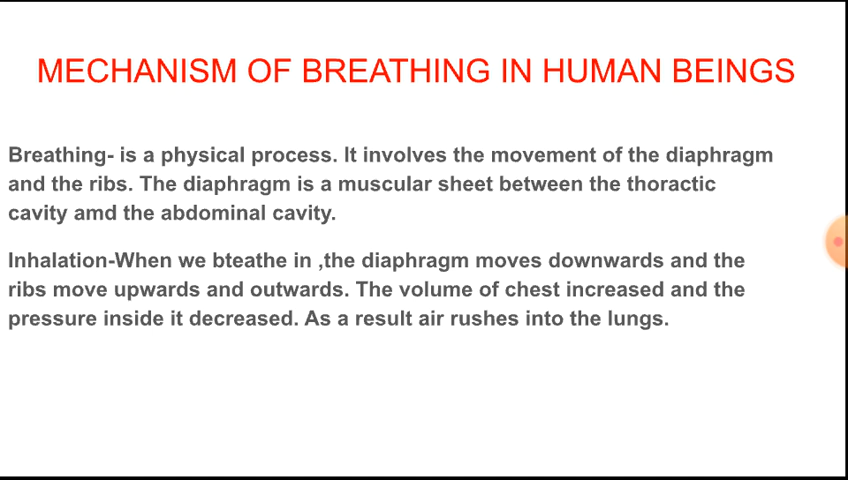 MECHANISM OF BREATHING IN HUMAN BEINGS
Breathing- is a physical process. It involves the movement of the diaphragm
and the ribs. The diaphragm is a muscular sheet between the thoractic
cavity amd the abdominal cavity.
Inhalation-When we bteathe in ,the diaphragm moves downwards and the
ribs move upwards and outwards. The volume of chest increased and the
pressure inside it decreased. As a result air rushes into the lungs.